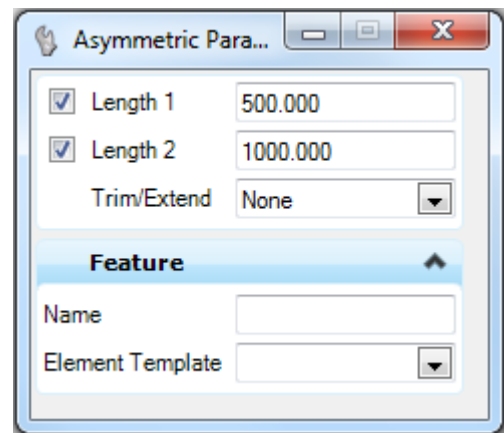 Asymmetric Para...
Length 1 500.000
Length 2 1000.000
Trim/Extend None
Feature
Name
Element Template